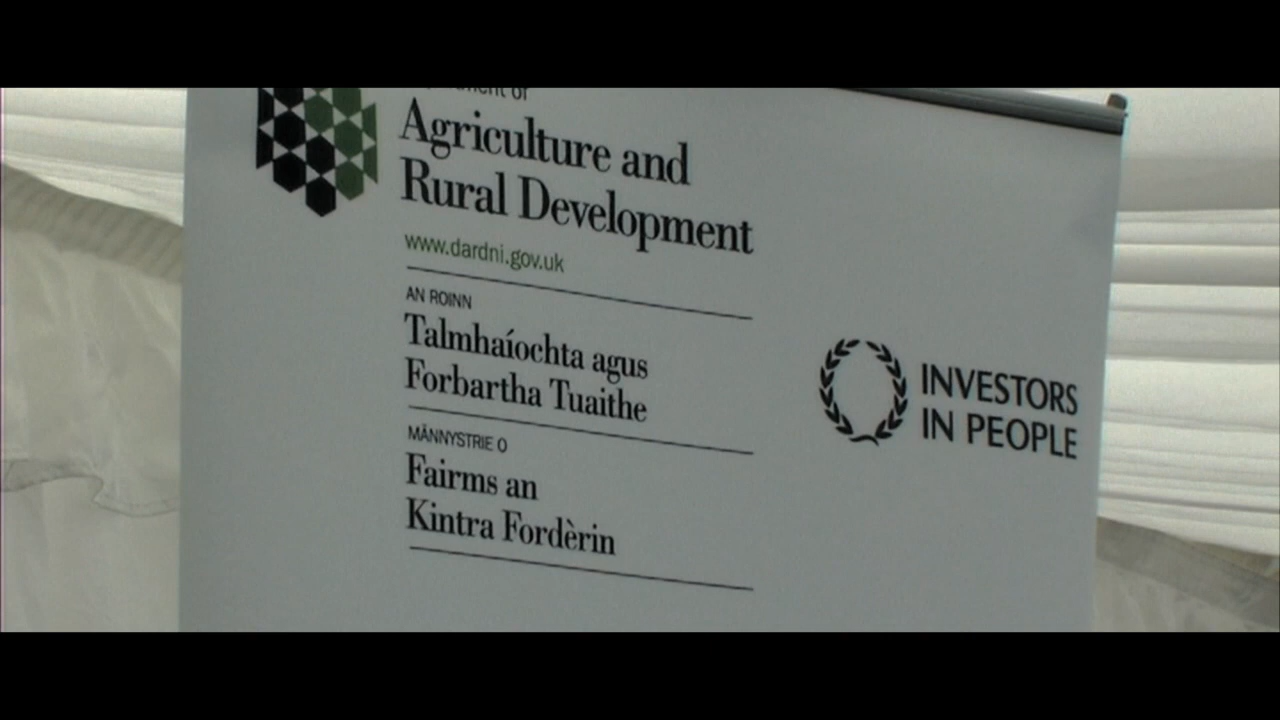 of
Agriculture and
Rural Development
www.dardni.gov.uk
AN ROINN
Talmhaíochta agus
Forbartha Tuaithe
MÄNNYSTRIE O
Fairms an
Kintra Fordèrin
INVESTORS
IN PEOPLE